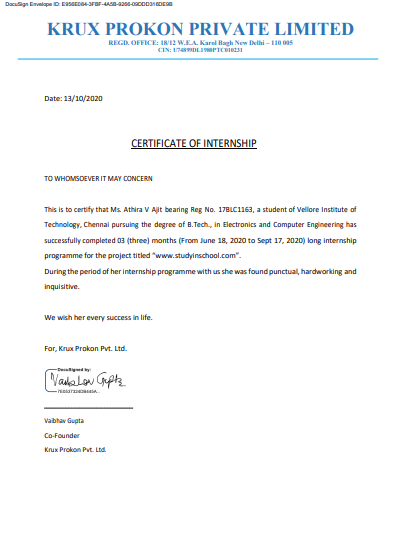 DocuSign Envelope ID: E958E084-3FBF-4A5B-9266-09DDD316DE9B
KRUX PROKON PRIVATE LIMITED
REGD. OFFICE: 18/12 W.E.A. Karol Bagh New Delhi – 110 005
CIN: U74899DL1980PTC010231
Date: 13/10/2020
CERTIFICATE OF INTERNSHIP
TO WHOMSOEVER IT MAY CONCERN
This is to certify that Ms. Athira V Ajit bearing Reg No. 17BLC1163, a student of Vellore Institute of
Technology, Chennai pursuing the degree of B.Tech., in Electronics and Computer Engineering has
successfully completed 03 (three) months (From June 18, 2020 to Sept 17, 2020) long internship
programme for the project titled "www.studyinschool.com".
During the period of her internship programme with us she was found punctual, hardworking and
inquisitive.
We wish her every success in life.
For, Krux Prokon Pvt. Ltd.
DocuSigned by:
Vaibhav Gupta
7E0537324DB445A...
Vaibhav Gupta
Co-Founder
Krux Prokon Pvt. Ltd.